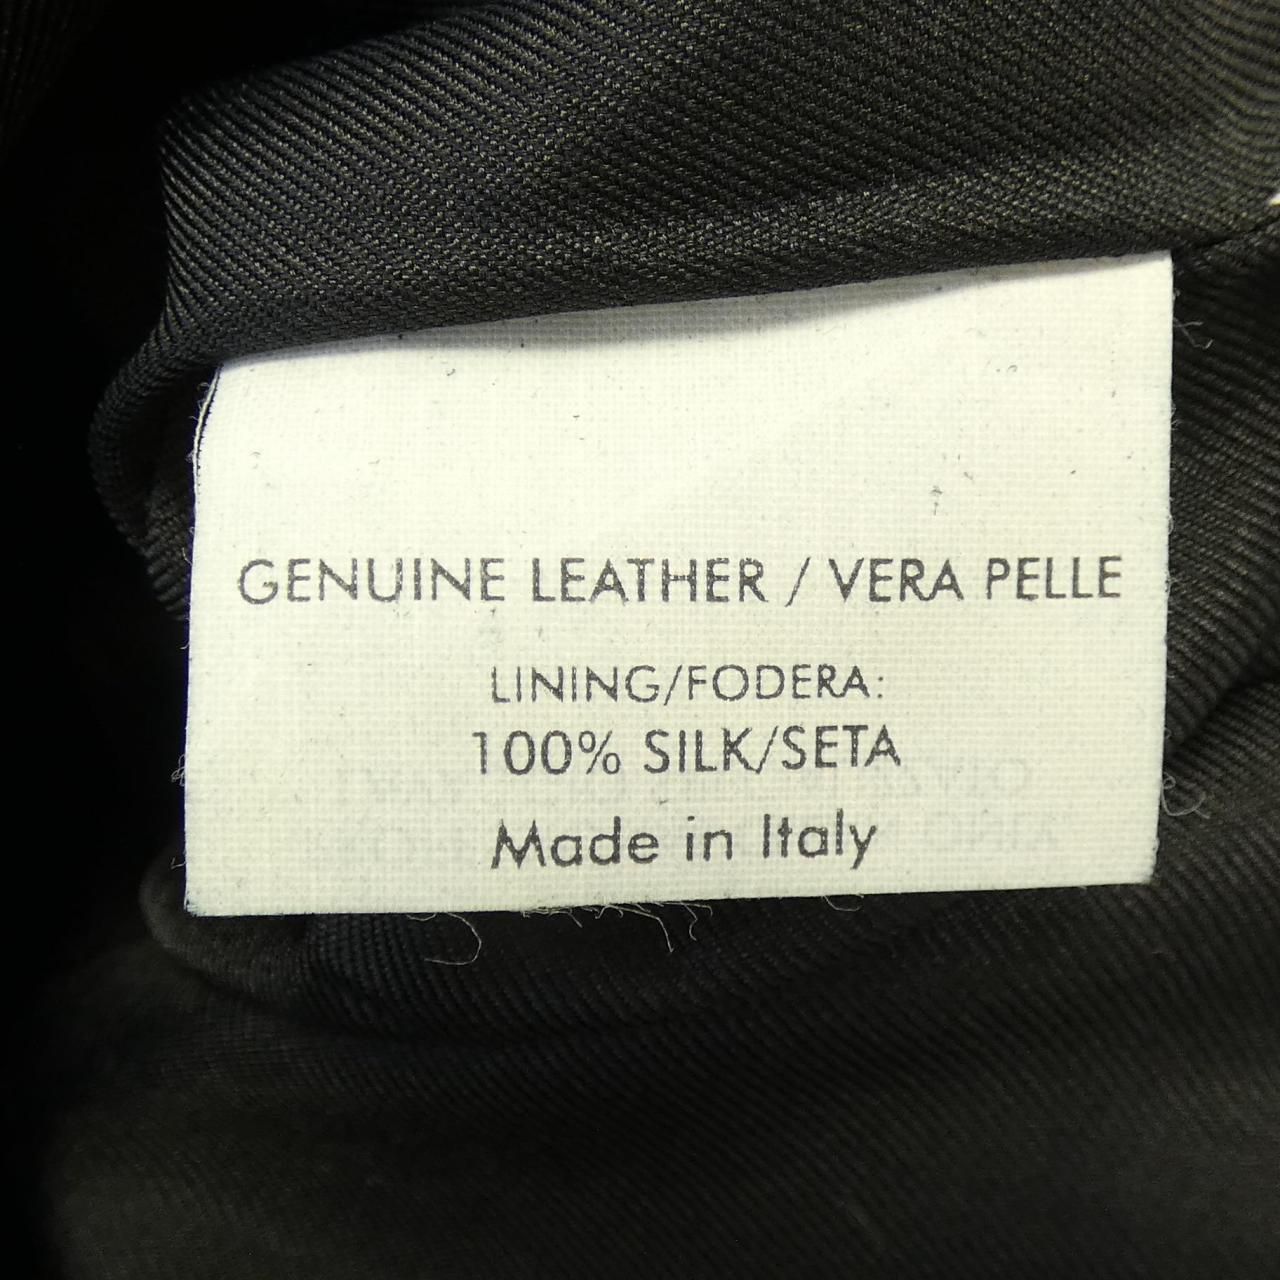 GENUINE LEATHER / VERA PELLE
LINING/FODERA:
100% SILK/SETA
Made in Italy